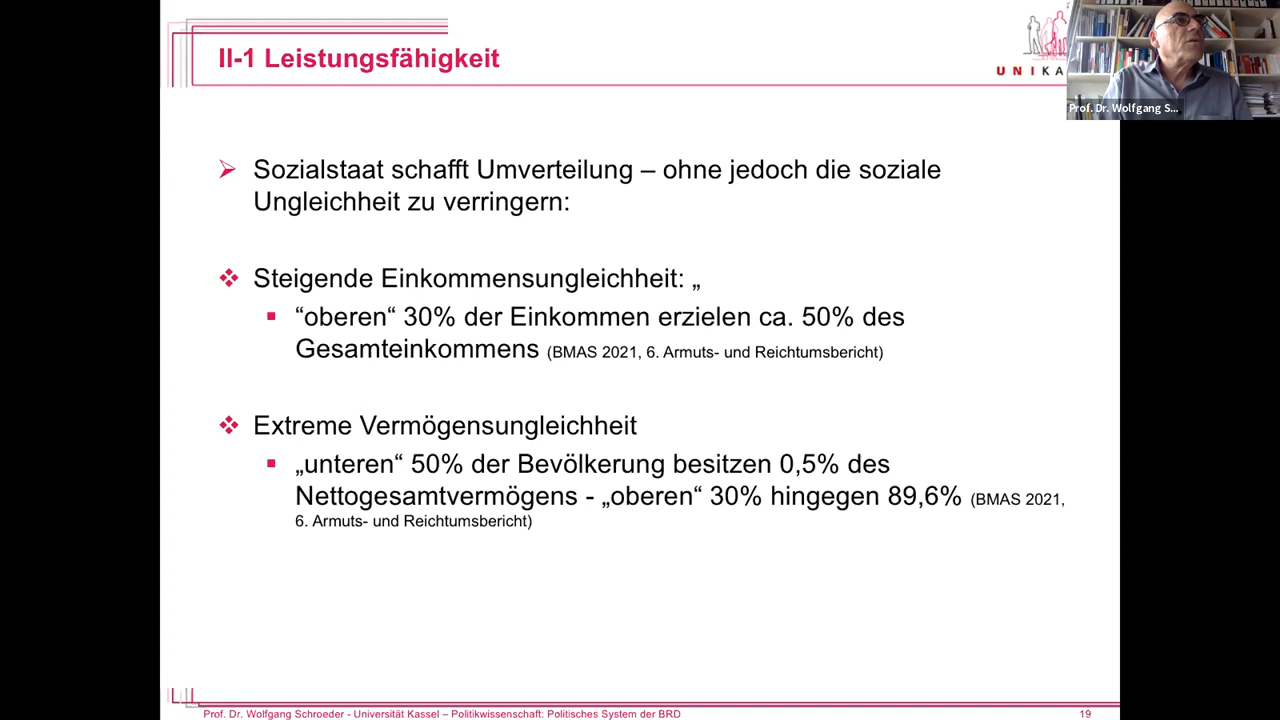 II-1 Leistungsfähigkeit
UNIKA
Prof. Dr. Wolfgang S...
Sozialstaat schafft Umverteilung – ohne jedoch die soziale
Ungleichheit zu verringern:
Steigende Einkommensungleichheit: „
“oberen“ 30% der Einkommen erzielen ca. 50% des
Gesamteinkommens (BMAS 2021, 6. Armuts- und Reichtumsbericht)
Extreme Vermögensungleichheit
„unteren“ 50% der Bevölkerung besitzen 0,5% des
Nettogesamtvermögens - „oberen“ 30% hingegen 89,6% (BMAS 2021,
6. Armuts- und Reichtumsbericht)
Prof. Dr. Wolfgang Schroeder - Universität Kassel – Politikwissenschaft: Politisches System der BRD
19